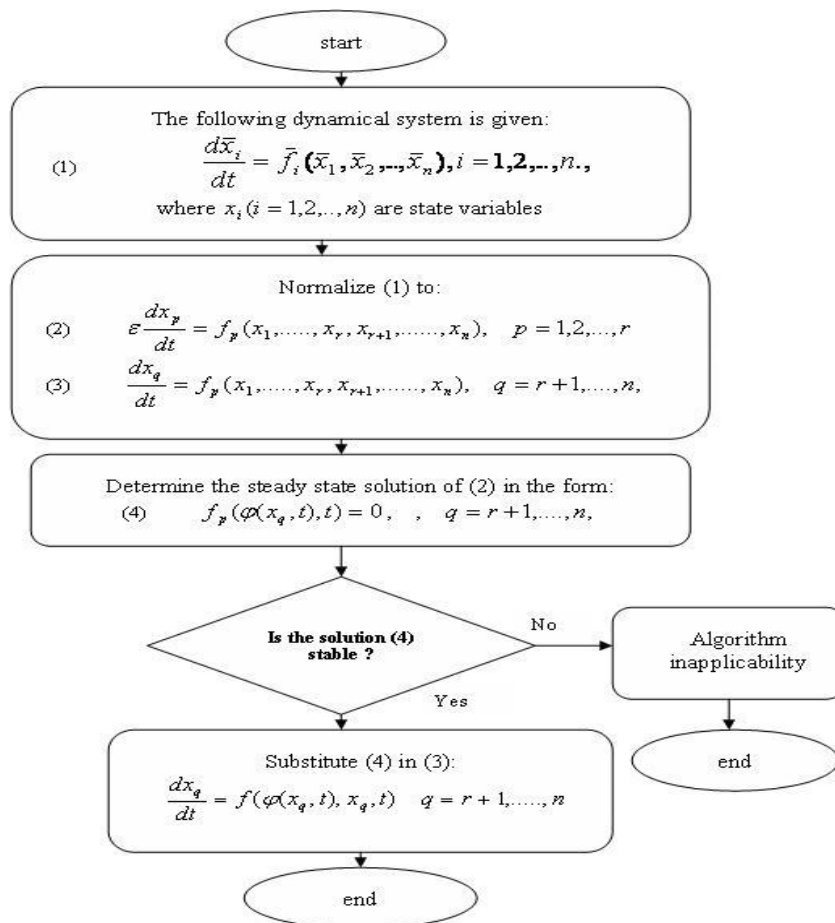 start
The following dynamical system is given:
(1) dx̄_i/dt = f̄_i(x̄_1, x̄_2,..., x̄_n), i = 1,2,..,n.,
where x_i (i = 1,2,..,n) are state variables
Normalize (1) to:
(2) ε dx_p/dt = f_p(x_1,....., x_r, x_{r+1},......, x_n), p = 1,2,...,r
(3) dx_q/dt = f_p(x_1,....., x_r, x_{r+1},......, x_n), q = r+1,....,n,
Determine the steady state solution of (2) in the form:
(4) f_p(φ(x_q,t),t) = 0, , q = r+1,....,n,
Is the solution (4)
stable ?
No
Algorithm
inapplicability
Yes
end
Substitute (4) in (3):
dx_q/dt = f(φ(x_q,t), x_q,t) q = r+1,.....,n
end